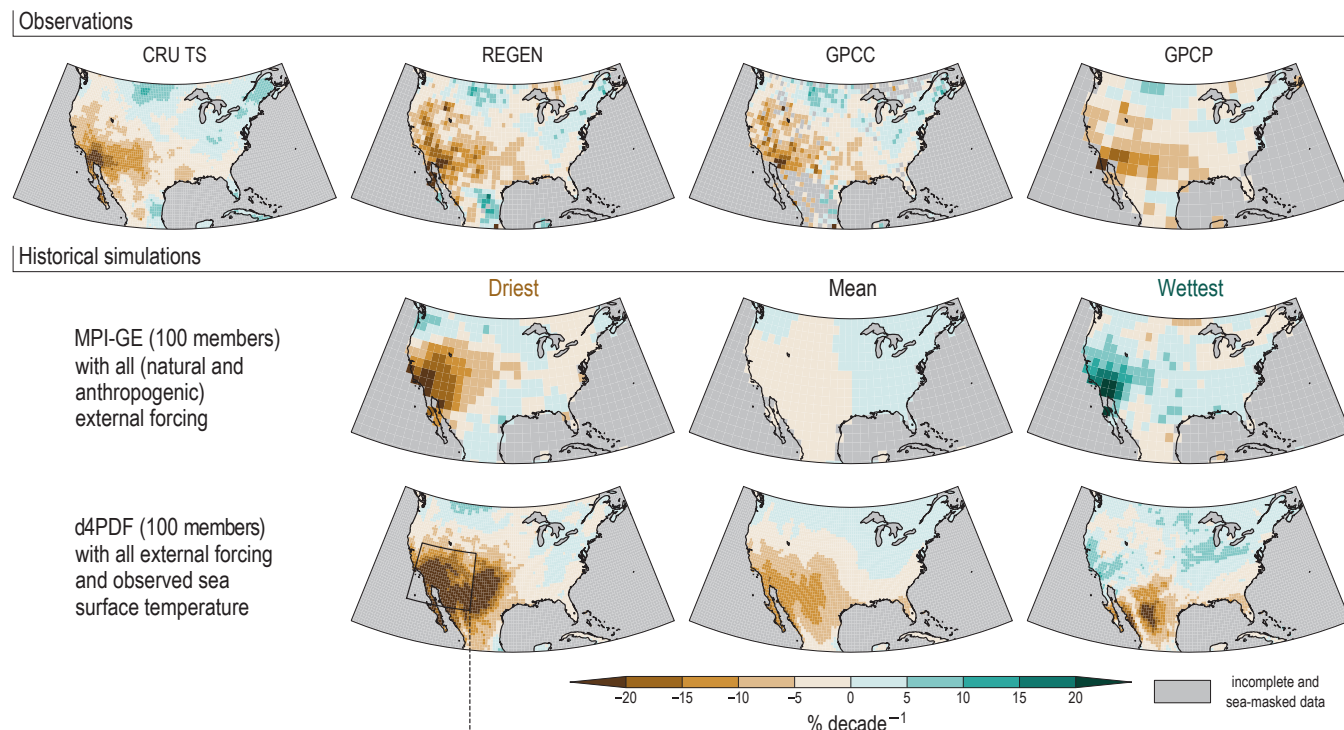 Observations
CRU TS
REGEN
GPCC
GPCP
Historical simulations
Driest
Mean
Wettest
MPI-GE (100 members)
with all (natural and
anthropogenic)
external forcing
d4PDF (100 members)
with all external forcing
and observed sea
surface temperature
−20 −15 −10 −5 0 5 10 15 20
% decade⁻¹
incomplete and
sea-masked data